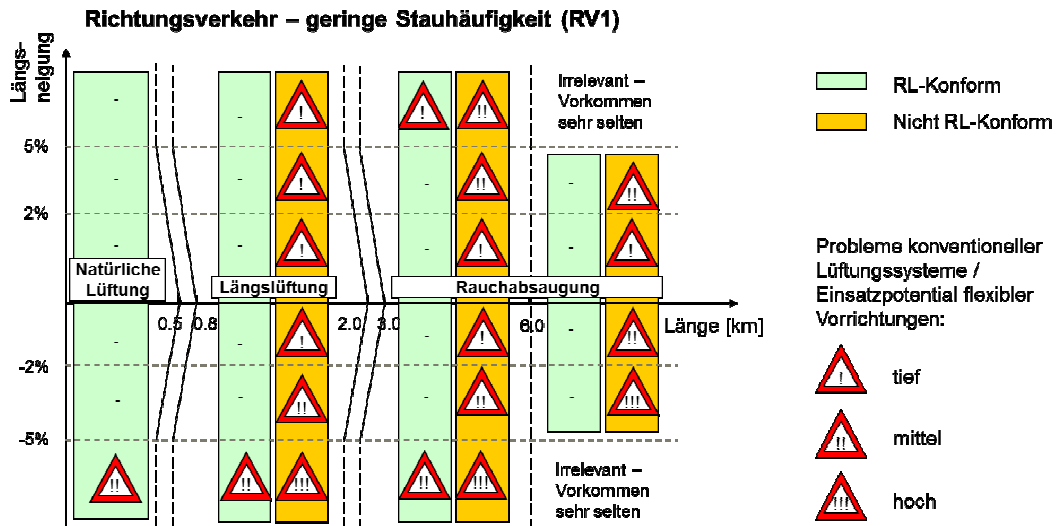 Richtungsverkehr – geringe Stauhäufigkeit (RV1)
Längs–
neigung
5%
2%
-2%
-5%
-
-
-
Natürliche
Lüftung
-
-
!!
-
-
-
Längslüftung
-
-
!!
!
!
!
!
!!
!!!
!
-
-
Rauchabsaugung
-
-
!!
!!
!!
!
!
!!
!!!
Irrelevant –
Vorkommen
sehr selten
-
-
-
-
!!
!
!!
!!!
Irrelevant –
Vorkommen
sehr selten
0.5
0.8
2.0
3.0
6.0
Länge [km]
RL-Konform
Nicht RL-Konform
Probleme konventioneller
Lüftungssysteme /
Einsatzpotential flexibler
Vorrichtungen:
! tief
!! mittel
!!! hoch